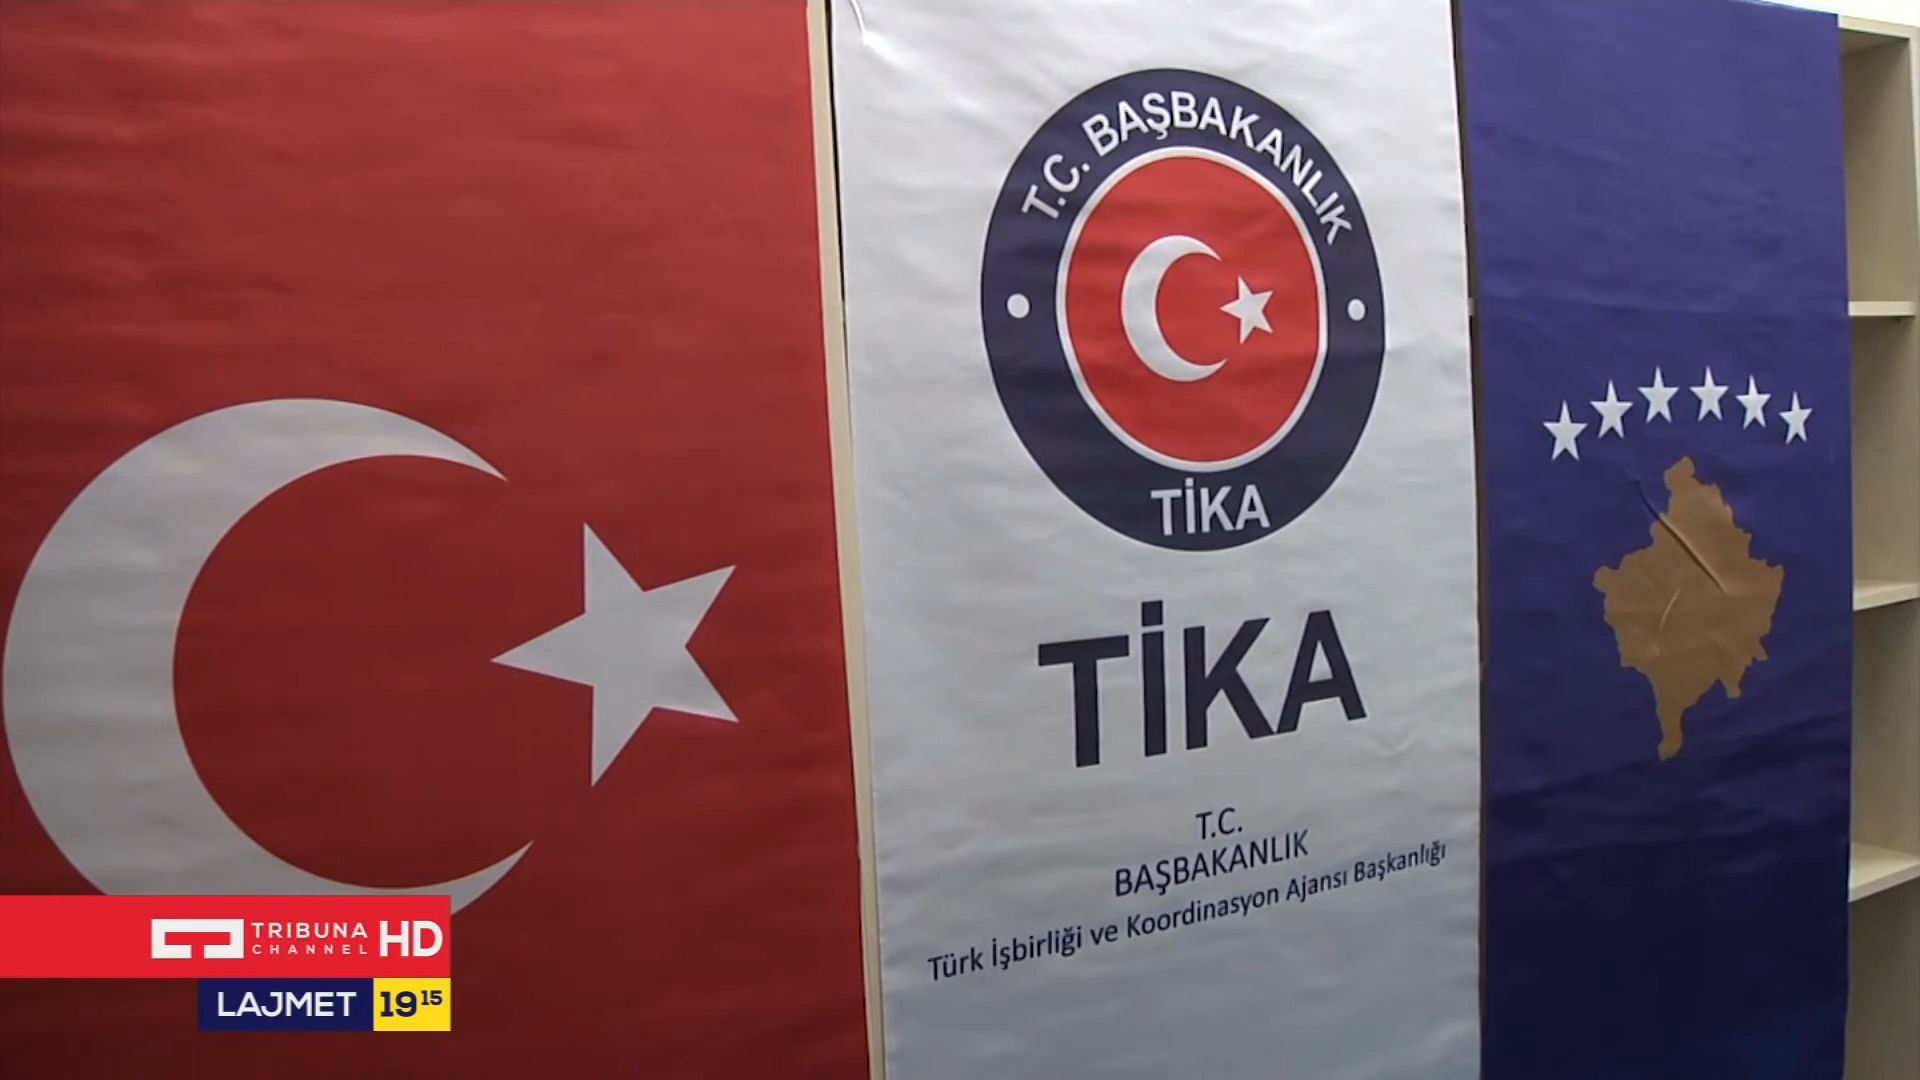 T.C. BAŞBAKANLIK
TİKA
TİKA
T.C.
BAŞBAKANLIK
Türk İşbirliği ve Koordinasyon Ajansı Başkanlığı
TRIBUNA
CHANNEL
HD
LAJMET 19 15